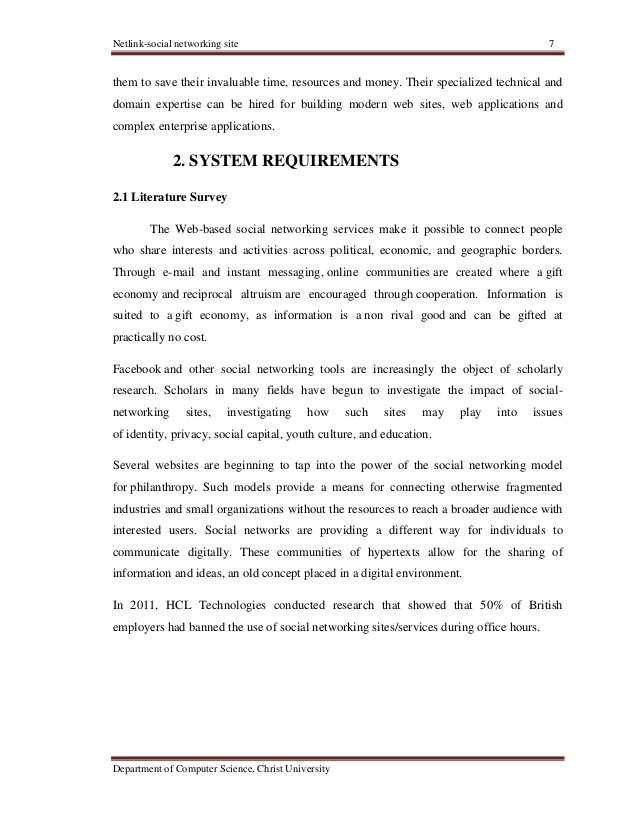 Netlink-social networking site 7
them to save their invaluable time, resources and money. Their specialized technical and
domain expertise can be hired for building modern web sites, web applications and
complex enterprise applications.
2. SYSTEM REQUIREMENTS
2.1 Literature Survey
The Web-based social networking services make it possible to connect people
who share interests and activities across political, economic, and geographic borders.
Through e-mail and instant messaging, online communities are created where a gift
economy and reciprocal altruism are encouraged through cooperation. Information is
suited to a gift economy, as information is a non rival good and can be gifted at
practically no cost.
Facebook and other social networking tools are increasingly the object of scholarly
research. Scholars in many fields have begun to investigate the impact of social-
networking sites, investigating how such sites may play into issues
of identity, privacy, social capital, youth culture, and education.
Several websites are beginning to tap into the power of the social networking model
for philanthropy. Such models provide a means for connecting otherwise fragmented
industries and small organizations without the resources to reach a broader audience with
interested users. Social networks are providing a different way for individuals to
communicate digitally. These communities of hypertexts allow for the sharing of
information and ideas, an old concept placed in a digital environment.
In 2011, HCL Technologies conducted research that showed that 50% of British
employers had banned the use of social networking sites/services during office hours.
Department of Computer Science, Christ University